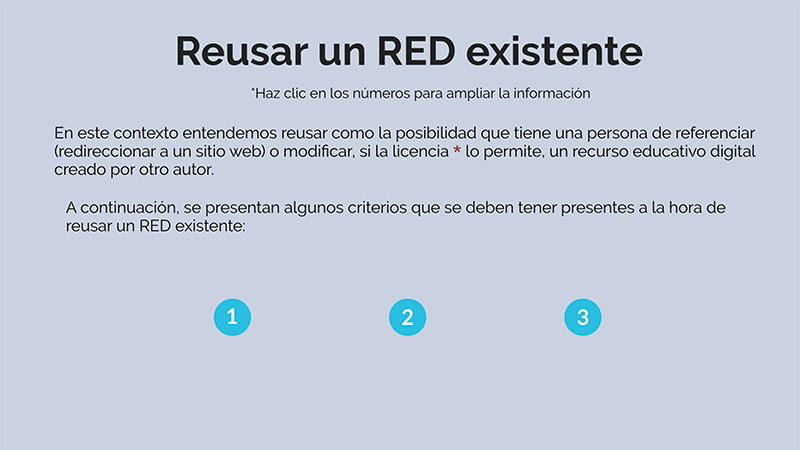 Reusar un RED existente
*Haz clic en los números para ampliar la información
En este contexto entendemos reusar como la posibilidad que tiene una persona de referenciar
(redireccionar a un sitio web) o modificar, si la licencia * lo permite, un recurso educativo digital
creado por otro autor.
A continuación, se presentan algunos criterios que se deben tener presentes a la hora de
reusar un RED existente:
1 2 3